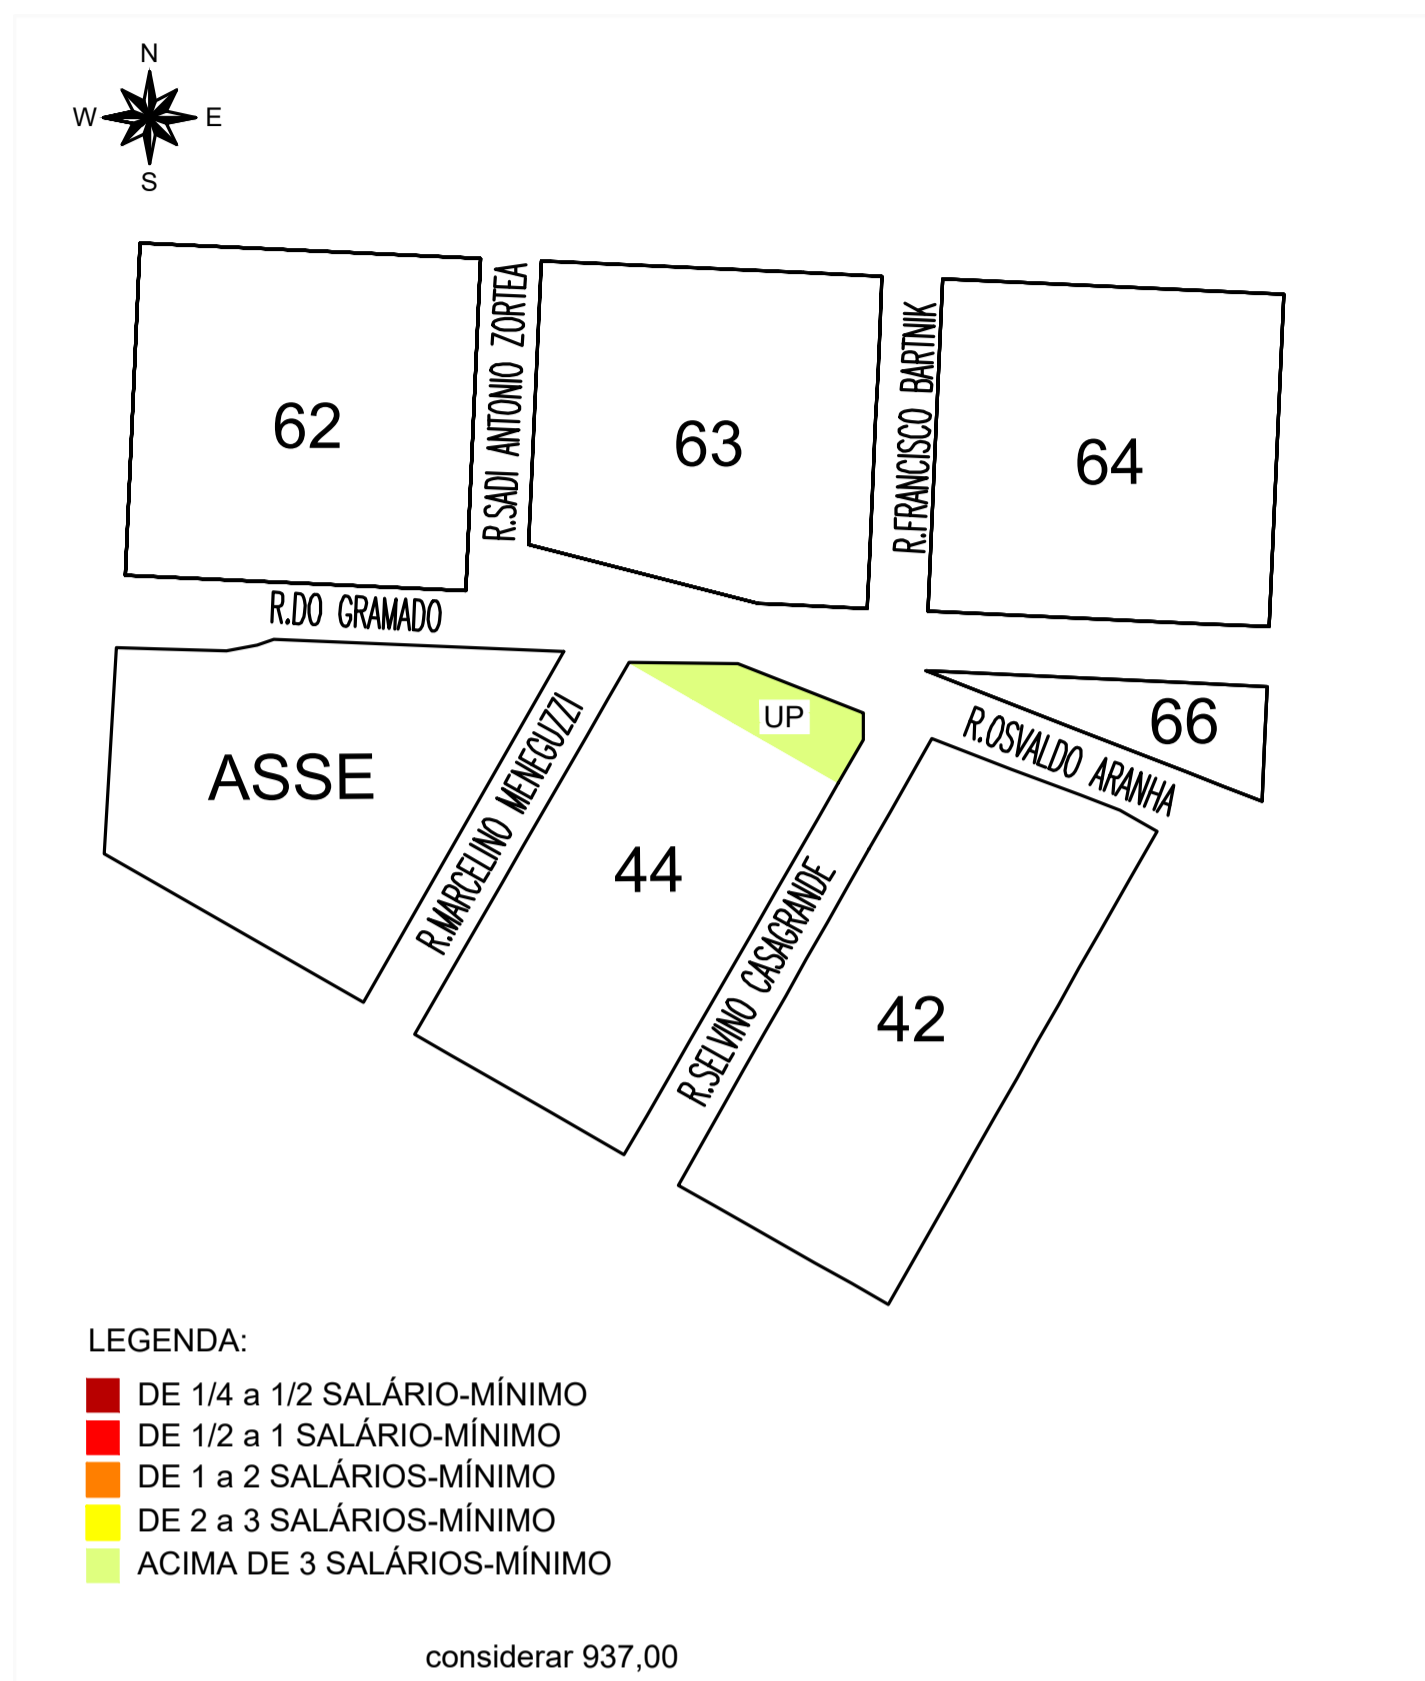 N
W E
S
62
R.SADI ANTONIO ZORTEA
63
R.FRANCISCO BARTNIK
64
R.DO GRAMADO
ASSE
R.MARCELINO MENEGUZZI
UP
44
66
R.OSVALDO ARANHA
R.SELVINO CASAGRANDE
42
LEGENDA:
DE 1/4 a 1/2 SALÁRIO-MÍNIMO
DE 1/2 a 1 SALÁRIO-MÍNIMO
DE 1 a 2 SALÁRIOS-MÍNIMO
DE 2 a 3 SALÁRIOS-MÍNIMO
ACIMA DE 3 SALÁRIOS-MÍNIMO
considerar 937,00